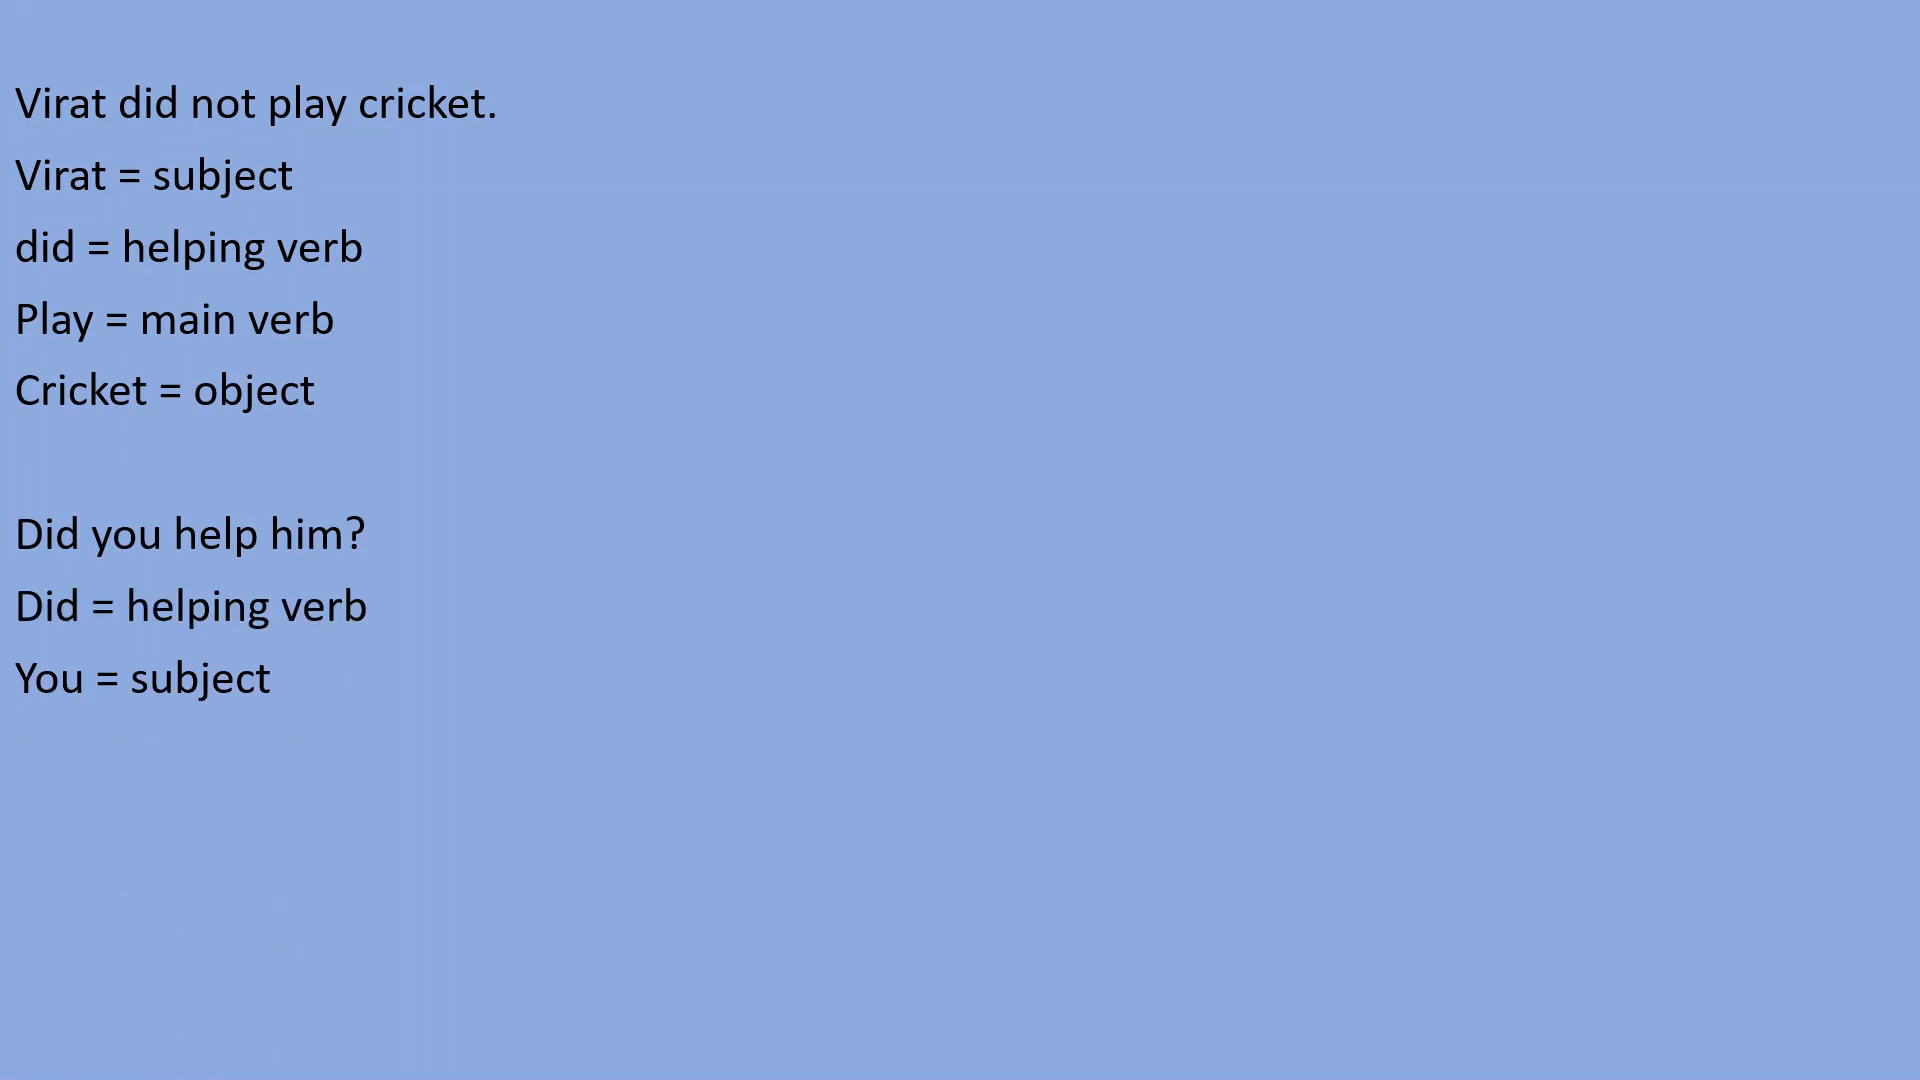 Virat did not play cricket.
Virat = subject
did = helping verb
Play = main verb
Cricket = object
Did you help him?
Did = helping verb
You = subject